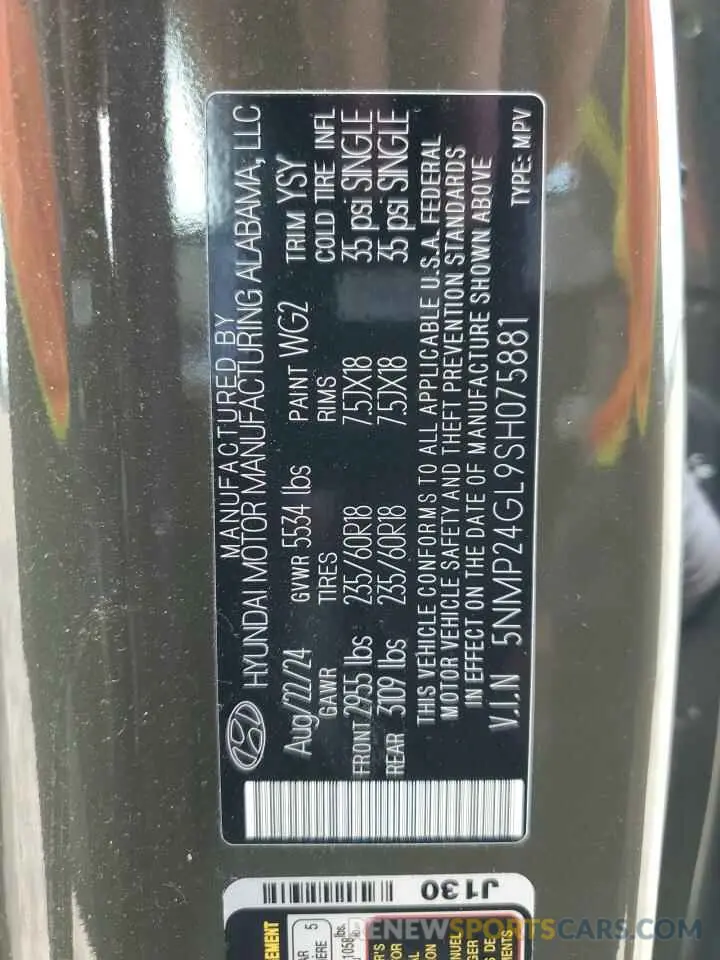 MANUFACTURED BY
HYUNDAI MOTOR MANUFACTURING ALABAMA, LLC
Aug/22/24 GVWR 5534 lbs PAINT WG2 TRIM YSY
GAWR TIRES RIMS COLD TIRE INFL
FRONT 2955 lbs 235/60R18 7.5JX18 35 psi SINGLE
REAR 3109 lbs 235/60R18 7.5JX18 35 psi SINGLE
THIS VEHICLE CONFORMS TO ALL APPLICABLE U.S.A. FEDERAL
MOTOR VEHICLE SAFETY AND THEFT PREVENTION STANDARDS
IN EFFECT ON THE DATE OF MANUFACTURE SHOWN ABOVE
V.I.N 5NMP24GL9SH075881
TYPE: MPV
J130
5
RENEWSPORTSCARS.COM